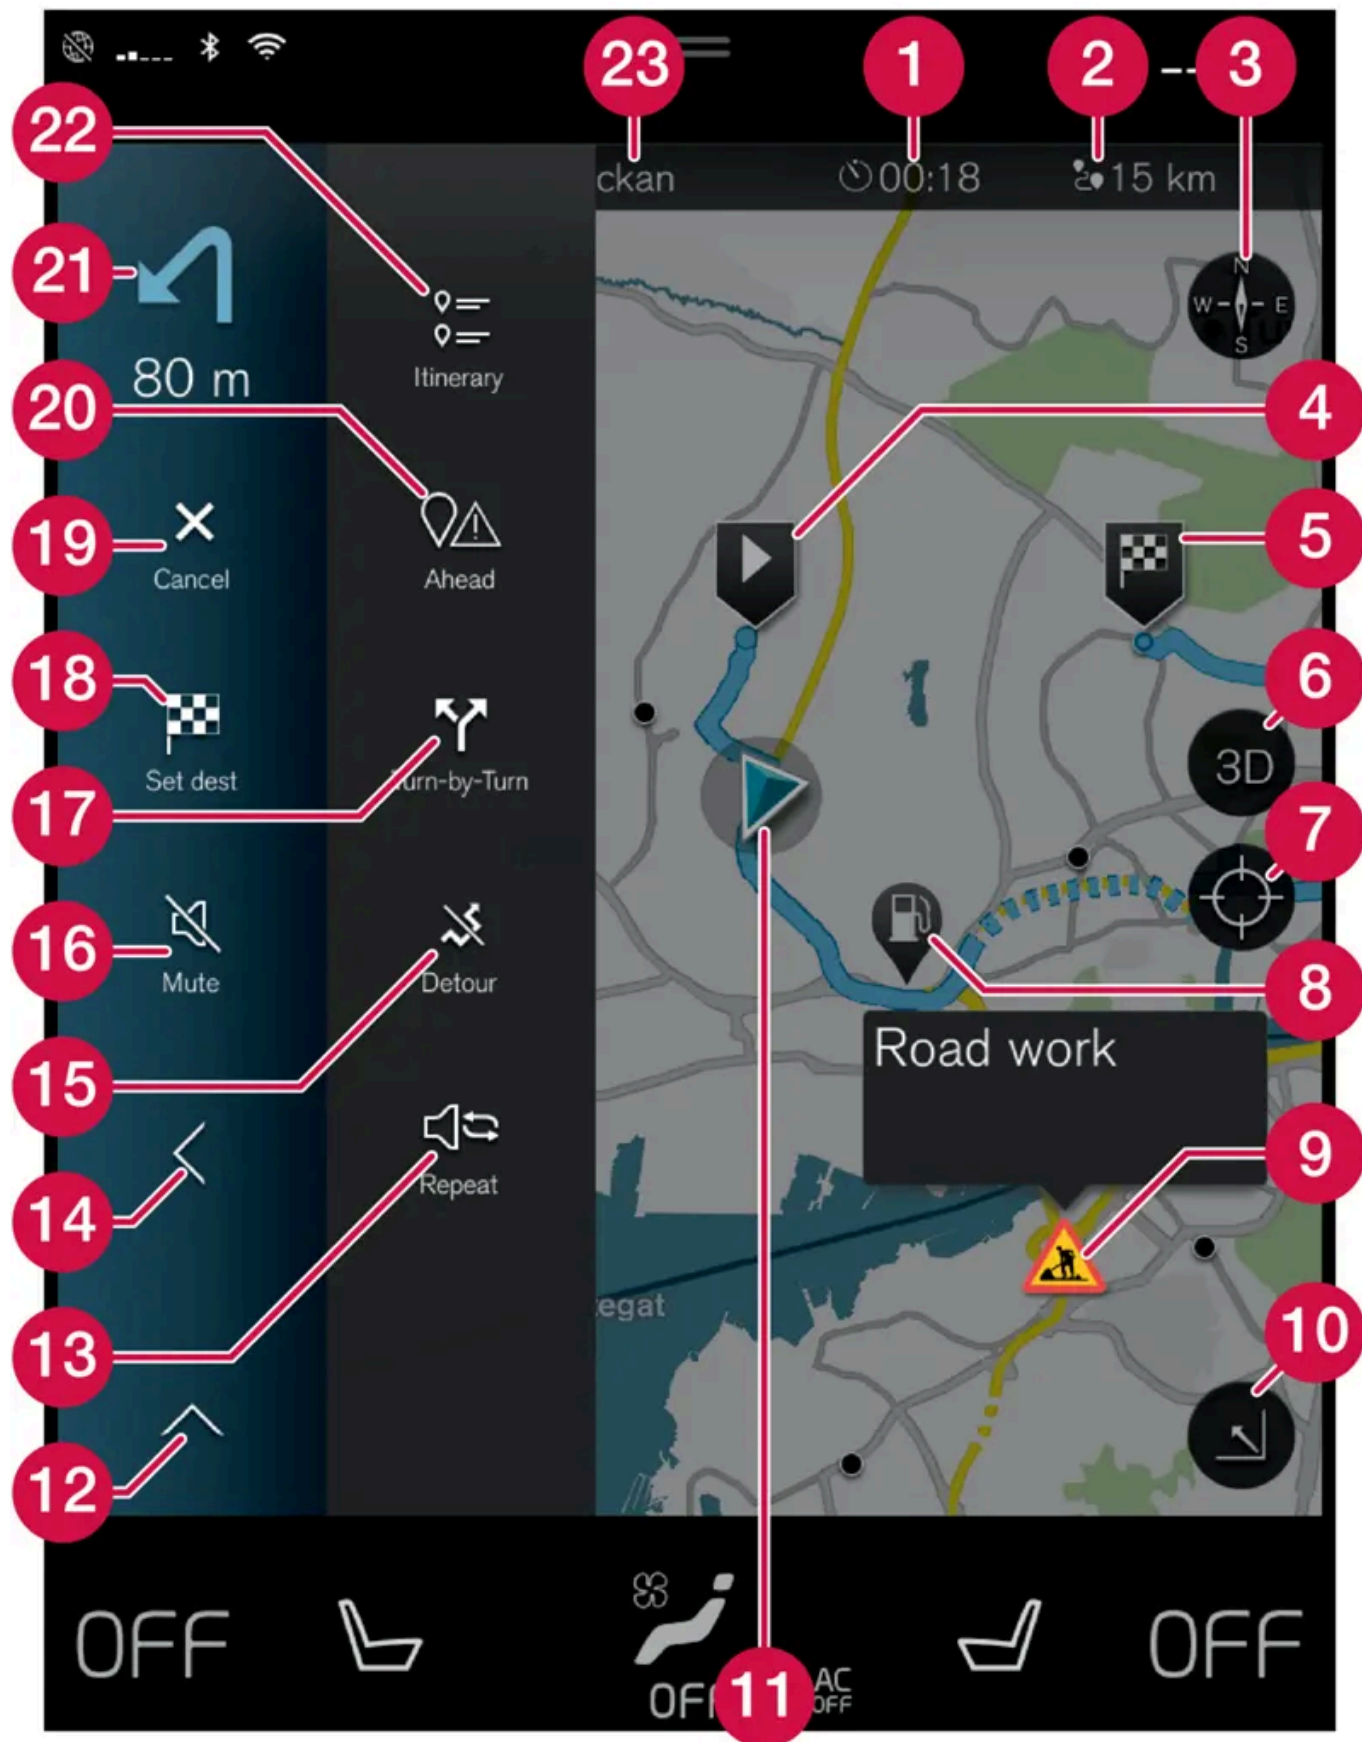 23 1 2 3
22 ckan 00:18 15 km
21
N
W E
S
80 m
Itinerary
20 4
19 5
Cancel Ahead
18 6
3D
Set dest Turn-by-Turn
17 7
16 8
Mute Detour
Road work
15
9
Repeat
14
egat
13 10
12
OFF OFF
11 AC
OFF